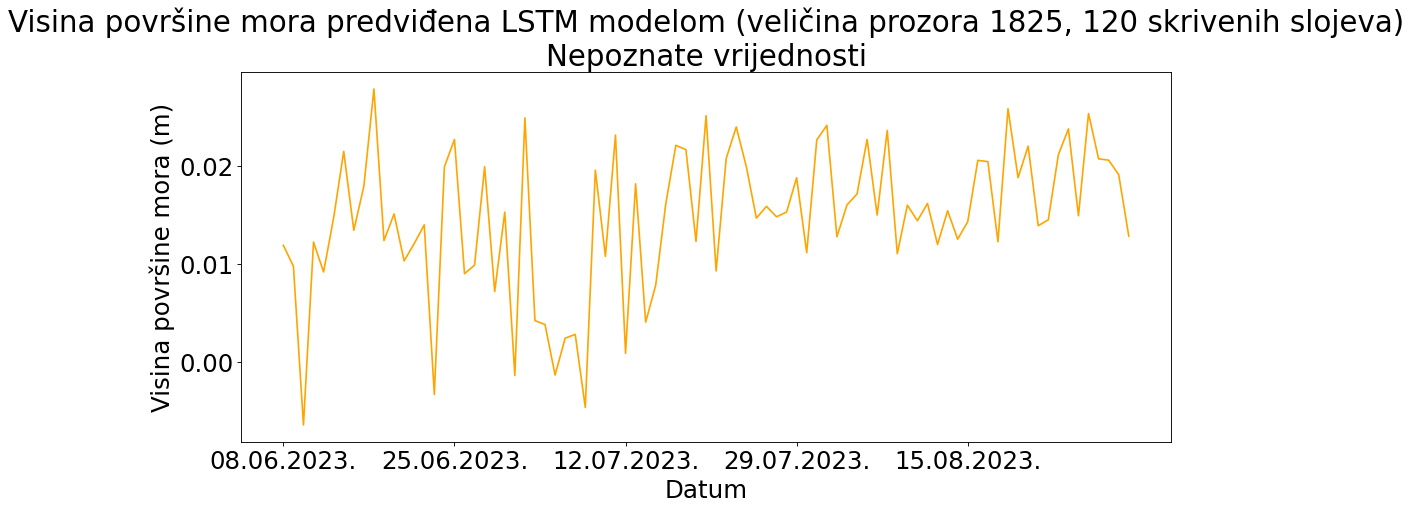 Visina površine mora predviđena LSTM modelom (veličina prozora 1825, 120 skrivenih slojeva)
Nepoznate vrijednosti
Visina površine mora (m)
0.02
0.01
0.00
08.06.2023. 25.06.2023. 12.07.2023. 29.07.2023. 15.08.2023.
Datum